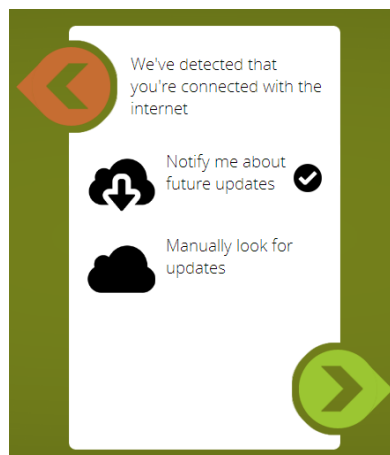 We've detected that
you're connected with the
internet
Notify me about
future updates
Manually look for
updates